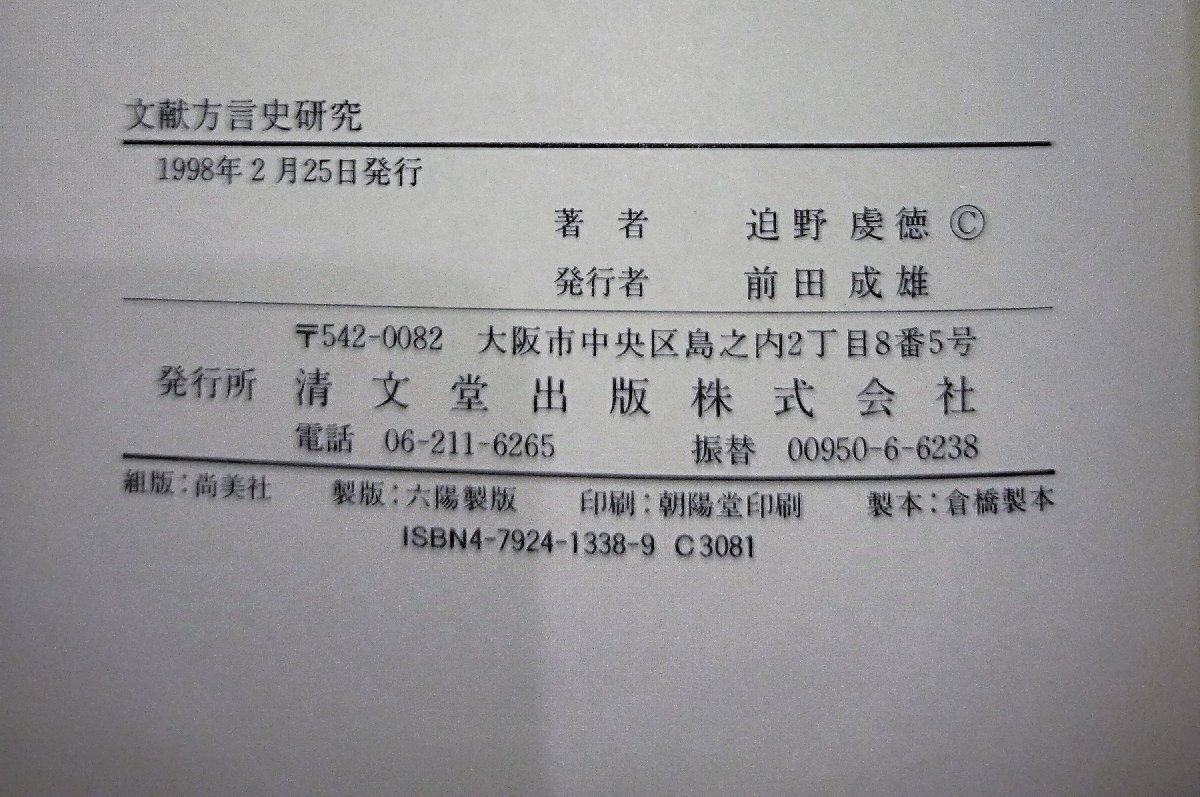 文献方言史研究
1998年2月25日発行
著者 迫野虔徳 ©
発行者 前田成雄
〒542-0082 大阪市中央区島之内2丁目8番5号
発行所 清文堂出版株式会社
電話 06-211-6265 振替 00950-6-6238
組版:尚美社 製版:六陽製版 印刷:朝陽堂印刷 製本:倉橋製本
ISBN4-7924-1338-9 C3081